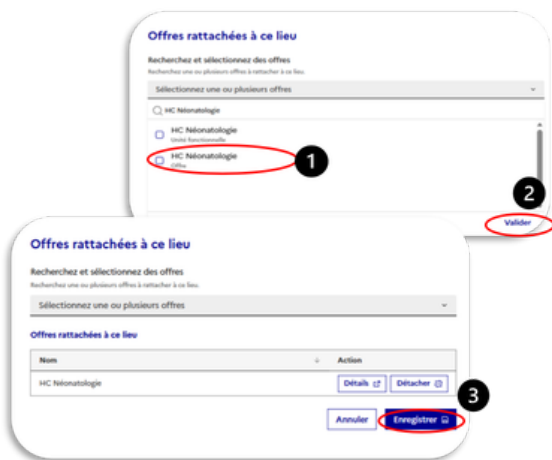 Offres rattachées à ce lieu
Recherchez et sélectionnez des offres
Recherchez une ou plusieurs offres à rattacher à ce lieu.
Sélectionnez une ou plusieurs offres
HC Néonatologie
HC Néonatologie
Unité fonctionnelle
HC Néonatologie
Offre
1
2
Valider
Offres rattachées à ce lieu
Recherchez et sélectionnez des offres
Recherchez une ou plusieurs offres à rattacher à ce lieu.
Sélectionnez une ou plusieurs offres
Offres rattachées à ce lieu
Nom Action
HC Néonatologie Détails Détacher
3
Annuler Enregistrer